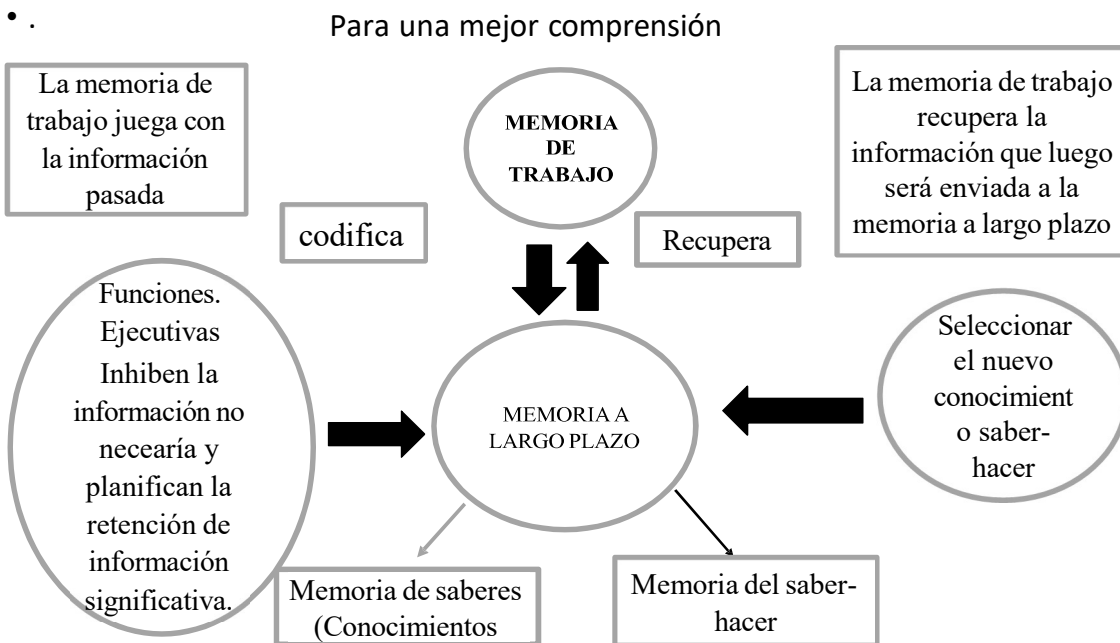 • .
Para una mejor comprensión
La memoria de
trabajo juega con
la información
pasada
MEMORIA
DE
TRABAJO
La memoria de trabajo
recupera la
información que luego
será enviada a la
memoria a largo plazo
codifica
Recupera
Funciones.
Ejecutivas
Inhiben la
información no
necearía y
planifican la
retención de
información
significativa.
MEMORIA A
LARGO PLAZO
Seleccionar
el nuevo
conocimient
o saber-
hacer
Memoria de saberes
(Conocimientos
Memoria del saber-
hacer